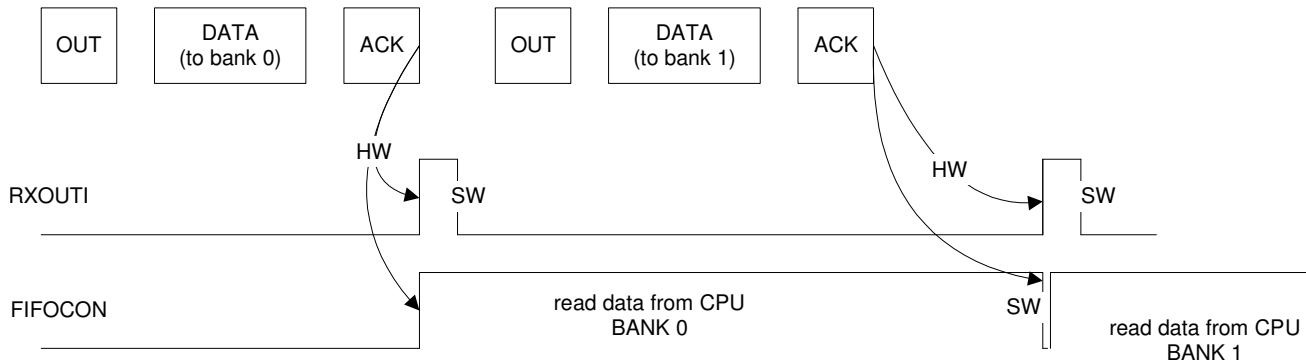 OUT
DATA
(to bank 0)
ACK
OUT
DATA
(to bank 1)
ACK
HW
HW
RXOUTI
SW
SW
FIFOCON
read data from CPU
BANK 0
SW
read data from CPU
BANK 1